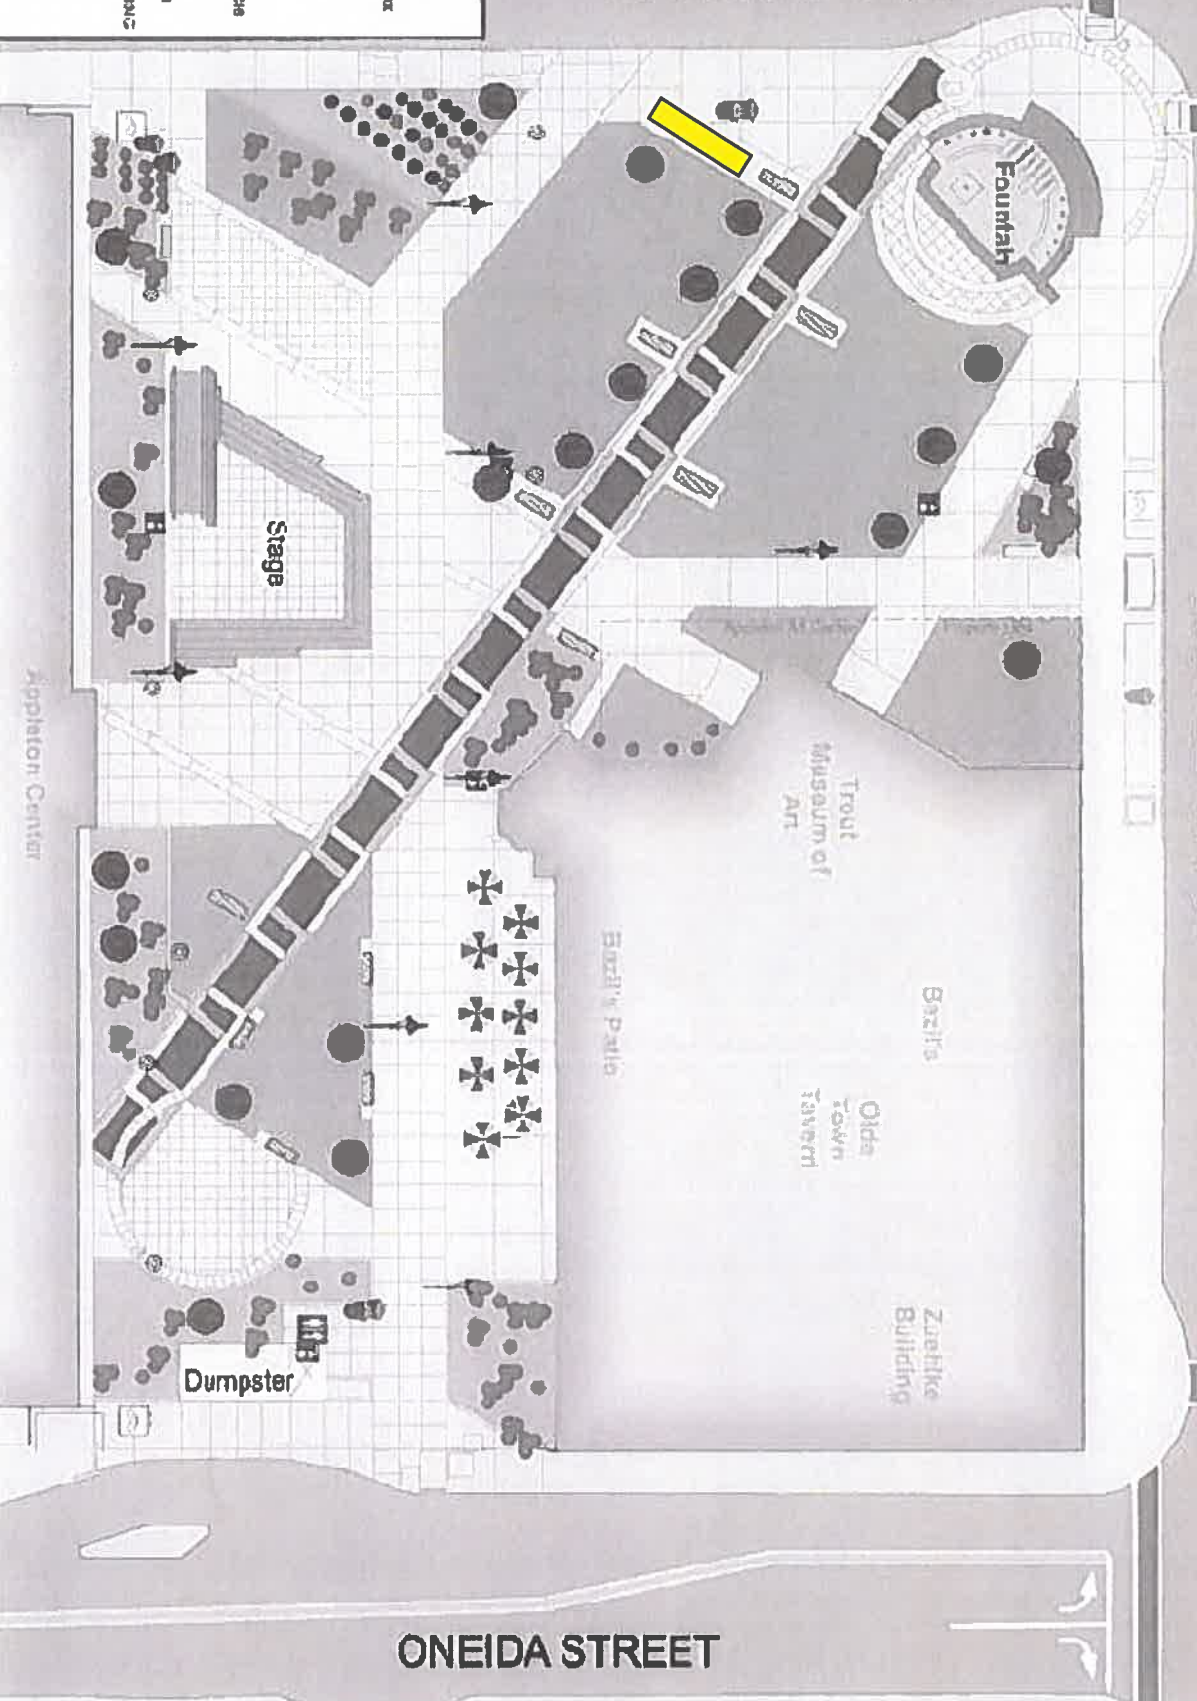 Fountain
Stage
Appleton Center
Trout
Museum of
Art
Bazil's
Bazil's Patio
Olde
Town
Tavern
Zuehlke
Building
Dumpster
ONEIDA STREET